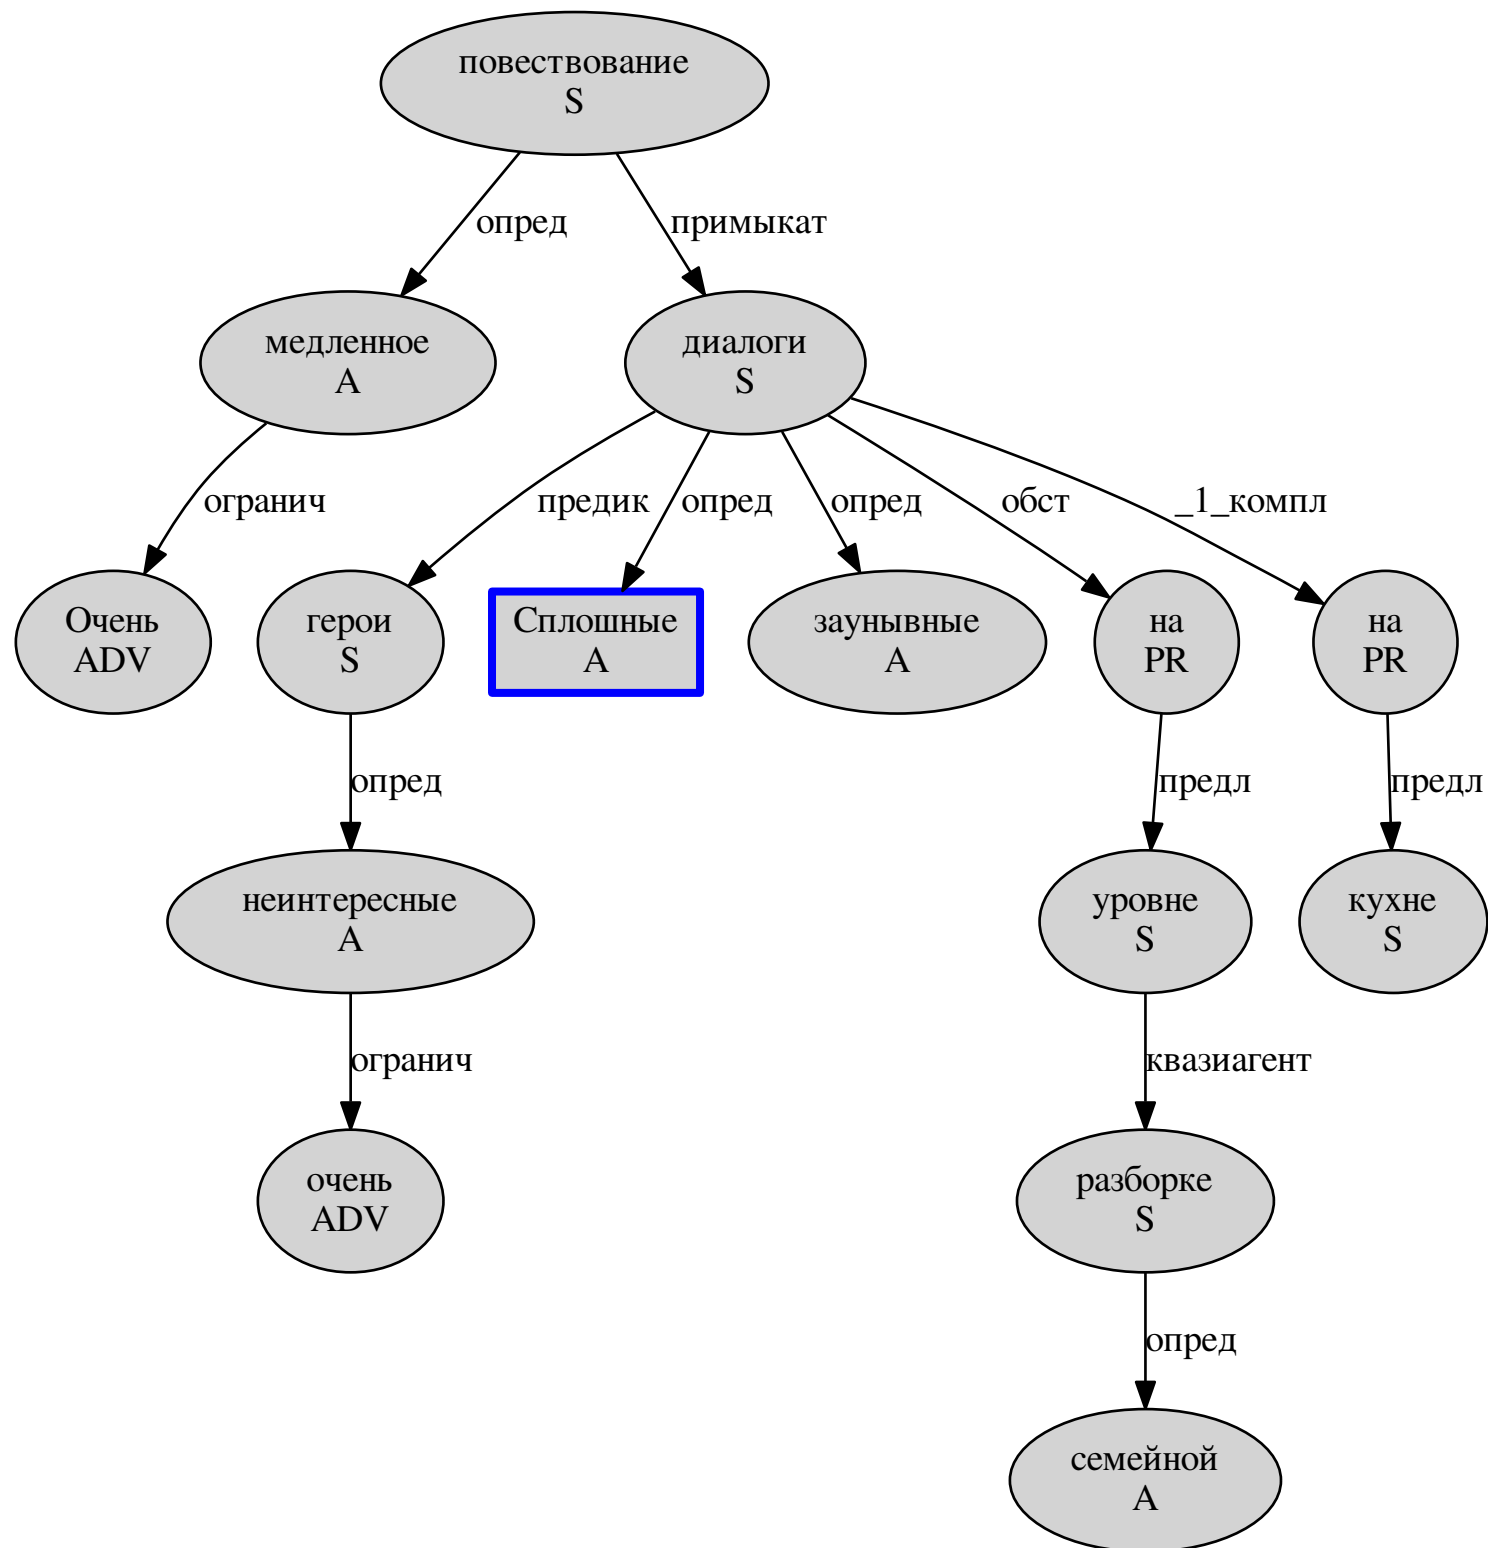 повествование
S
опред
примыкат
медленное
A
диалоги
S
огранич
предик
опред
опред
обст
_1_компл
Очень
ADV
герои
S
Сплошные
A
заунывные
A
на
PR
на
PR
опред
предл
предл
неинтересные
A
уровне
S
кухне
S
огранич
квазиагент
очень
ADV
разборке
S
опред
семейной
A